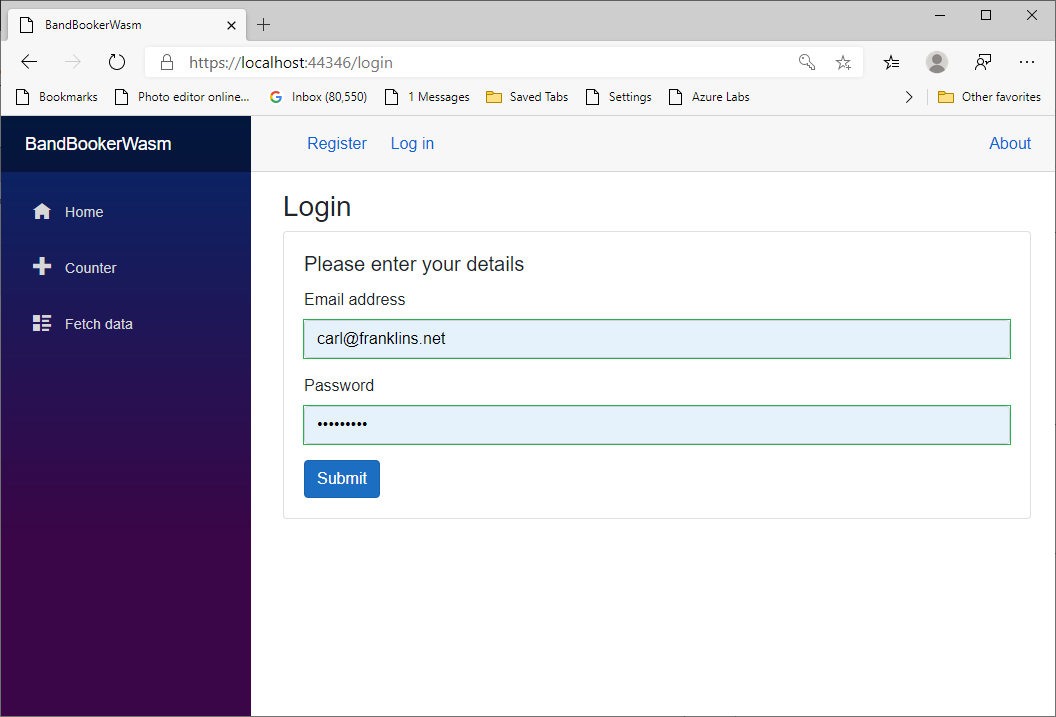 BandBookerWasm
https://localhost:44346/login
Bookmarks Photo editor online... Inbox (80,550) 1 Messages Saved Tabs Settings Azure Labs Other favorites
BandBookerWasm
Register Log in About
Home
Counter
Fetch data
Login
Please enter your details
Email address
carl@franklins.net
Password
•••••••••
Submit